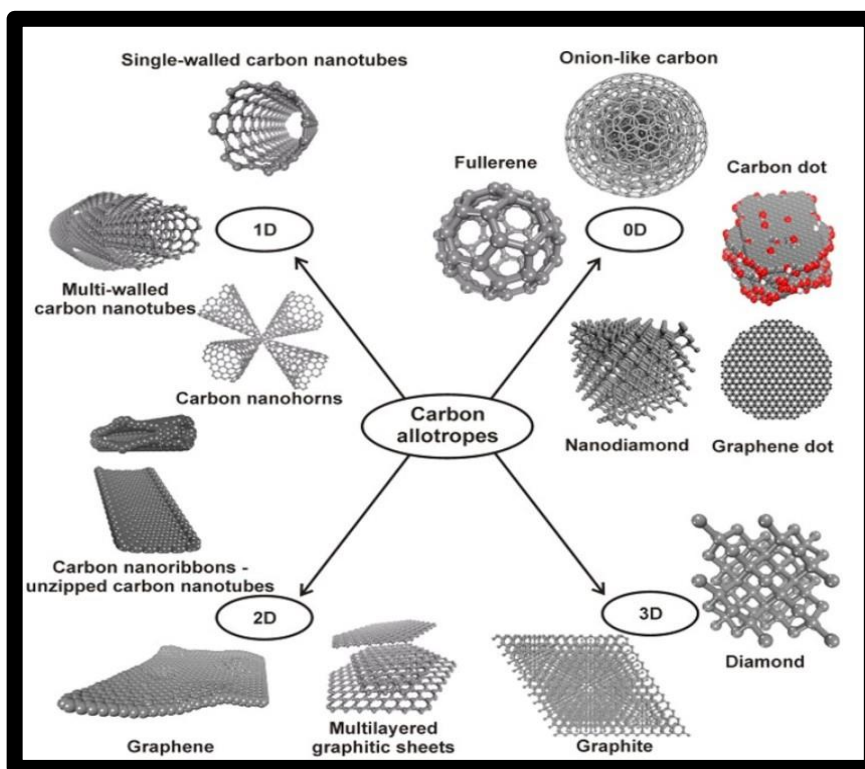 Single-walled carbon nanotubes
Onion-like carbon
Fullerene
Carbon dot
1D
0D
Multi-walled
carbon nanotubes
Carbon nanohorns
Carbon
allotropes
Nanodiamond
Graphene dot
Carbon nanoribbons -
unzipped carbon nanotubes
2D
3D
Diamond
Graphene
Multilayered
graphitic sheets
Graphite